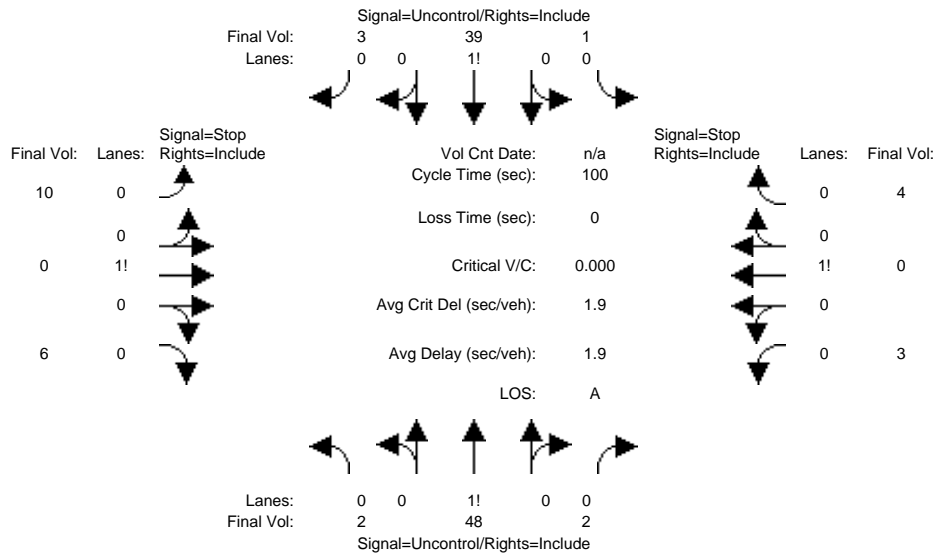 Signal=Uncontrol/Rights=Include
Final Vol: 3 39 1
Lanes: 0 0 1! 0 0
Signal=Stop Signal=Stop
Final Vol: Lanes: Rights=Include Vol Cnt Date: n/a Rights=Include Lanes: Final Vol:
Cycle Time (sec): 100
10 0 0 4
Loss Time (sec): 0
0 0
0 1! Critical V/C: 0.000 1! 0
0 Avg Crit Del (sec/veh): 1.9 0
6 0 Avg Delay (sec/veh): 1.9 0 3
LOS: A
Lanes: 0 0 1! 0 0
Final Vol: 2 48 2
Signal=Uncontrol/Rights=Include